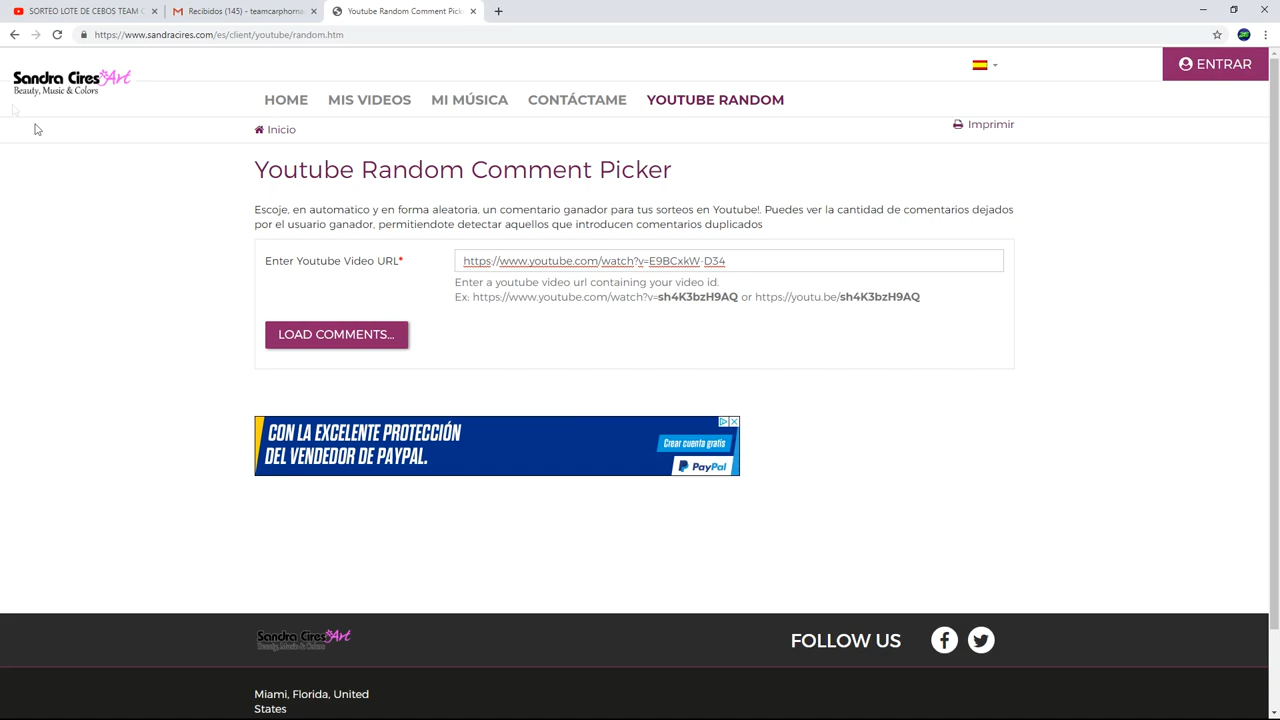 SORTEO LOTE DE CEBOS TEAM C
Recibidos (145) - teamcarphorna
Youtube Random Comment Pick
https://www.sandracires.com/es/client/youtube/random.htm
Sandra Cires Art
Beauty, Music & Colors
ENTRAR
HOME MIS VIDEOS MI MÚSICA CONTÁCTAME YOUTUBE RANDOM
Inicio
Imprimir
Youtube Random Comment Picker
Escoje, en automatico y en forma aleatoria, un comentario ganador para tus sorteos en Youtube!. Puedes ver la cantidad de comentarios dejados
por el usuario ganador, permitiendote detectar aquellos que introducen comentarios duplicados
Enter Youtube Video URL*
https://www.youtube.com/watch?v=E9BCxkW-D34
Enter a youtube video url containing your video id.
Ex: https://www.youtube.com/watch?v=sh4K3bzH9AQ or https://youtu.be/sh4K3bzH9AQ
LOAD COMMENTS...
CON LA EXCELENTE PROTECCIÓN
DEL VENDEDOR DE PAYPAL.
Crear cuenta gratis
PayPal
Sandra Cires Art
Beauty, Music & Colors
FOLLOW US
Miami, Florida, United
States